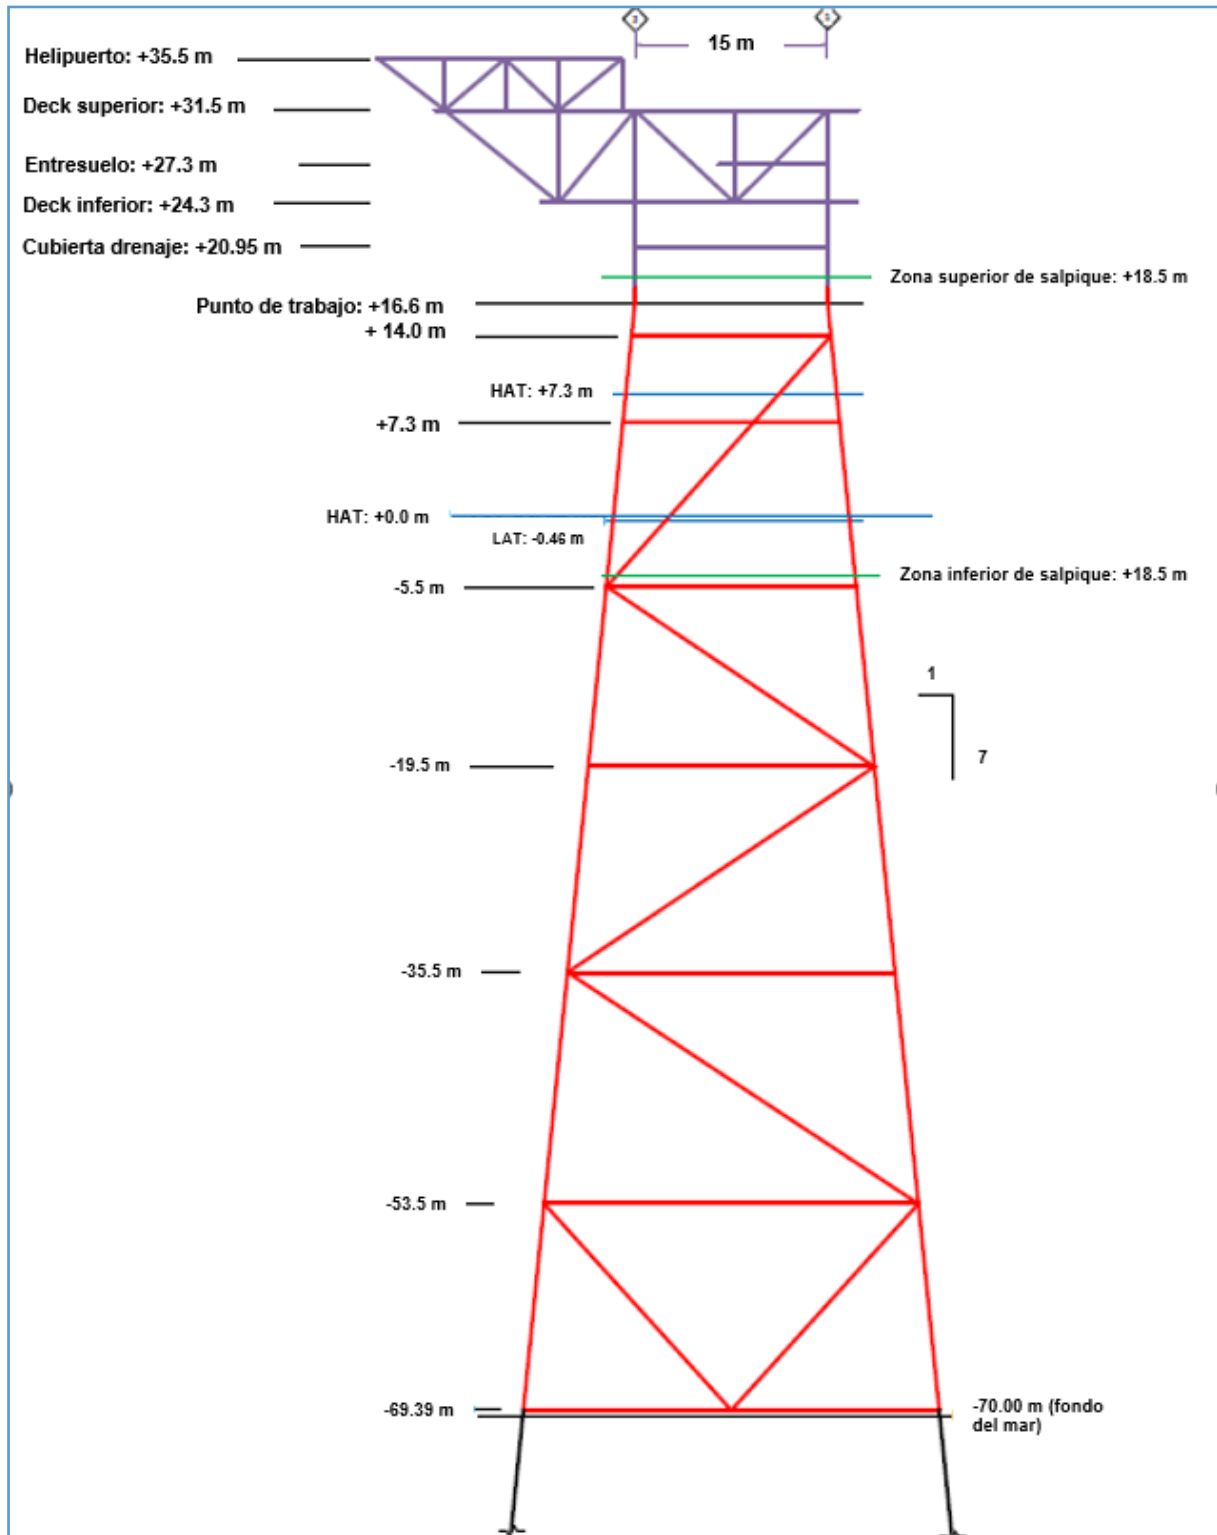 2
3
15 m
Helipuerto: +35.5 m
Deck superior: +31.5 m
Entresuelo: +27.3 m
Deck inferior: +24.3 m
Cubierta drenaje: +20.95 m
Zona superior de salpique: +18.5 m
Punto de trabajo: +16.6 m
+ 14.0 m
HAT: +7.3 m
+7.3 m
HAT: +0.0 m
LAT: -0.46 m
Zona inferior de salpique: +18.5 m
-5.5 m
1
7
-19.5 m
-35.5 m
-53.5 m
-69.39 m
-70.00 m (fondo
del mar)